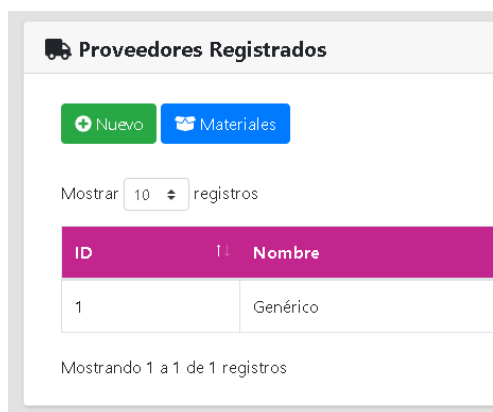 Proveedores Registrados
Nuevo Materiales
Mostrar 10 registros
ID Nombre
1 Genérico
Mostrando 1 a 1 de 1 registros